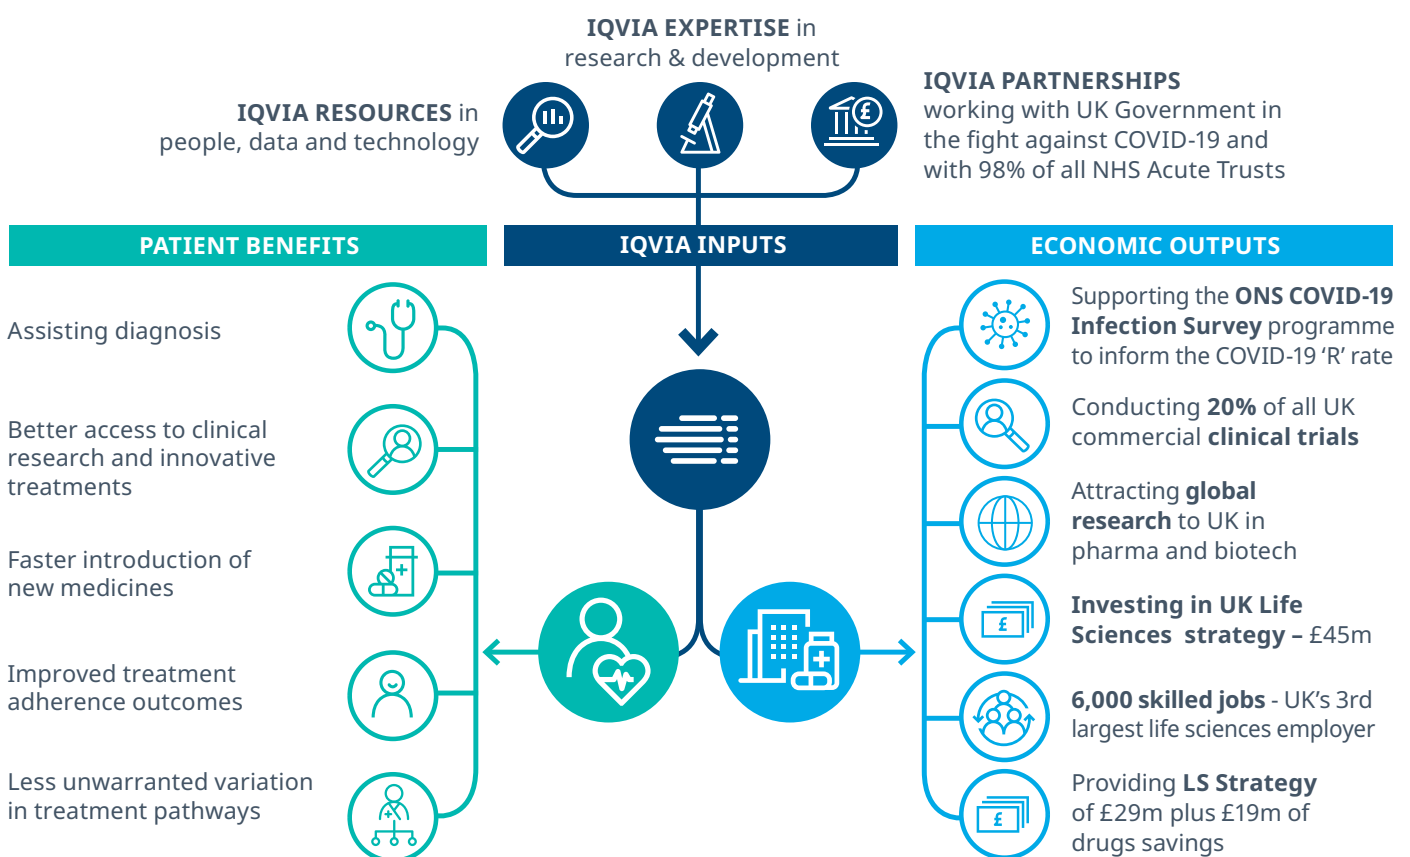 IQVIA EXPERTISE in
research & development
IQVIA RESOURCES in
people, data and technology
IQVIA PARTNERSHIPS
working with UK Government in
the fight against COVID-19 and
with 98% of all NHS Acute Trusts
£
PATIENT BENEFITS
Assisting diagnosis
Better access to clinical
research and innovative
treatments
Faster introduction of
new medicines
Improved treatment
adherence outcomes
Less unwarranted variation
in treatment pathways
IQVIA INPUTS
ECONOMIC OUTPUTS
Supporting the ONS COVID-19
Infection Survey programme
to inform the COVID-19 ‘R’ rate
Conducting 20% of all UK
commercial clinical trials
Attracting global
research to UK in
pharma and biotech
£
Investing in UK Life
Sciences  strategy – £45m
6,000 skilled jobs - UK’s 3rd
largest life sciences employer
£
Providing LS Strategy
of £29m plus £19m of
drugs savings